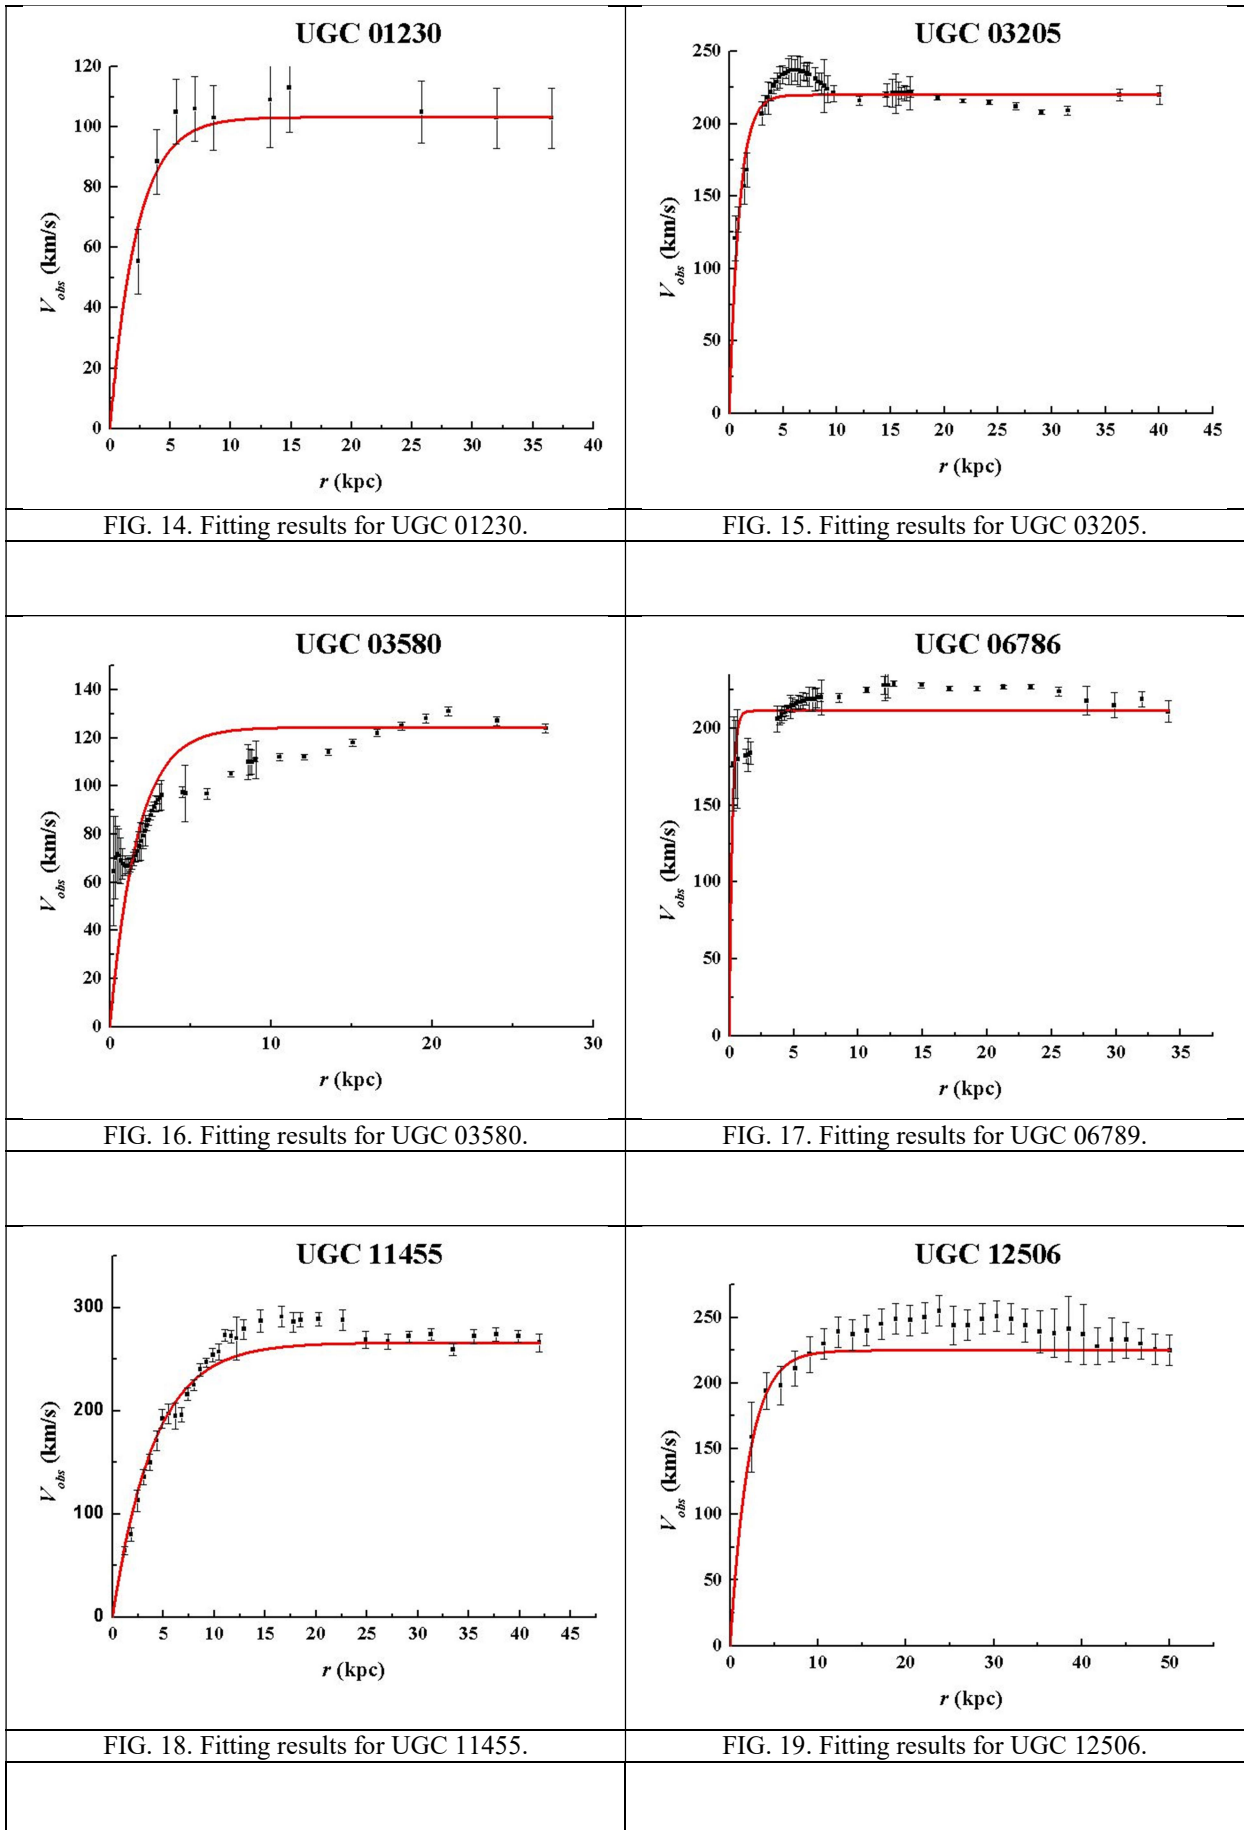 UGC 01230
120
100
80
60
40
20
0
V_obs (km/s)
0 5 10 15 20 25 30 35 40
r (kpc)
FIG. 14. Fitting results for UGC 01230.
UGC 03205
250
200
150
100
50
0
V_obs (km/s)
0 5 10 15 20 25 30 35 40 45
r (kpc)
FIG. 15. Fitting results for UGC 03205.
UGC 03580
140
120
100
80
60
40
20
0
V_obs (km/s)
0 10 20 30
r (kpc)
FIG. 16. Fitting results for UGC 03580.
UGC 06786
200
150
100
50
0
V_obs (km/s)
0 5 10 15 20 25 30 35
r (kpc)
FIG. 17. Fitting results for UGC 06789.
UGC 11455
300
200
100
0
V_obs (km/s)
0 5 10 15 20 25 30 35 40 45
r (kpc)
FIG. 18. Fitting results for UGC 11455.
UGC 12506
250
200
150
100
50
0
V_obs (km/s)
0 10 20 30 40 50
r (kpc)
FIG. 19. Fitting results for UGC 12506.